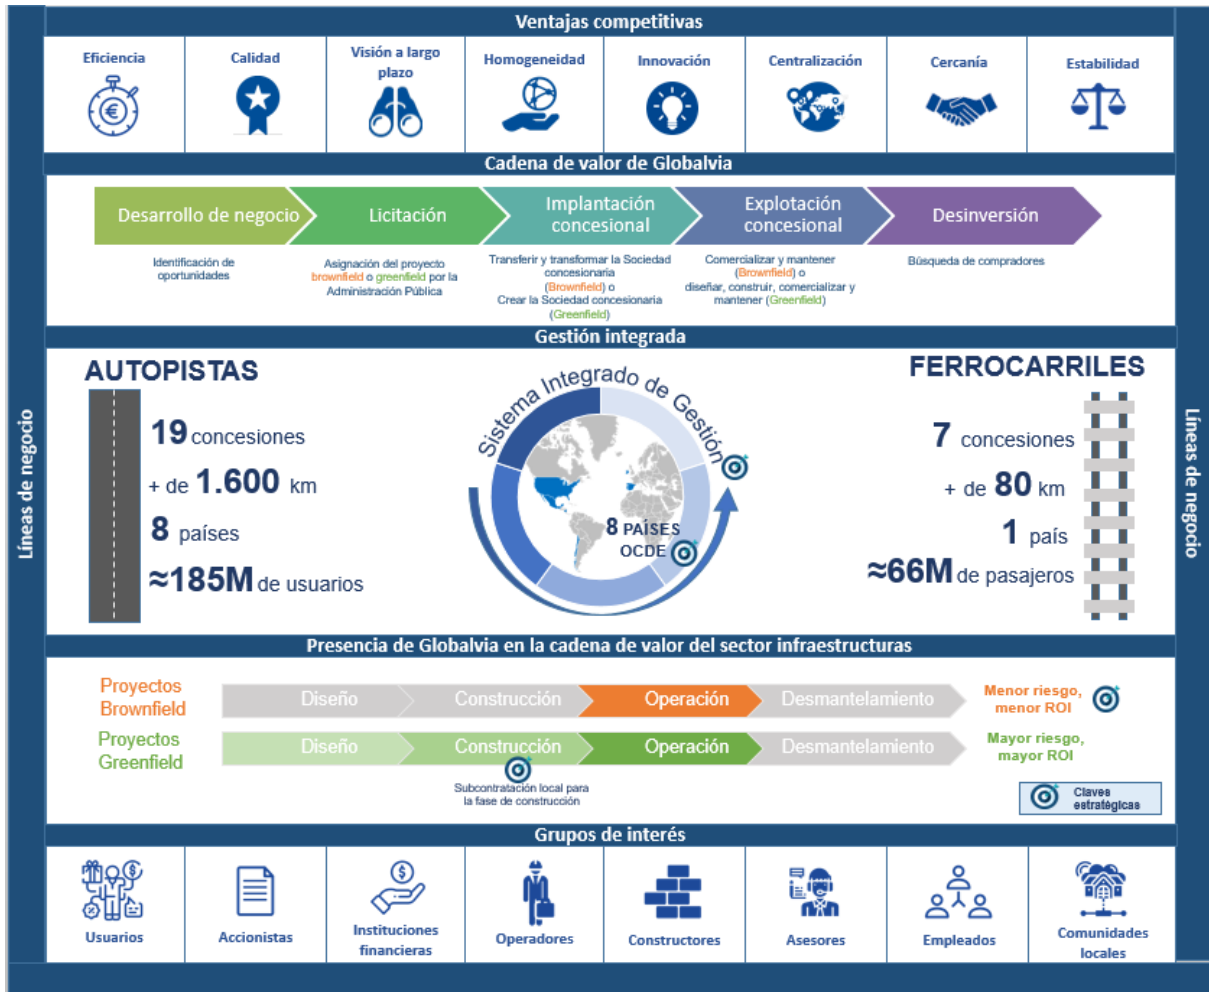 Ventajas competitivas
Eficiencia
Calidad
Visión a largo
plazo
Homogeneidad
Innovación
Centralización
Cercanía
Estabilidad
Cadena de valor de Globalvia
Desarrollo de negocio
Licitación
Implantación
concesional
Explotación
concesional
Desinversión
Identificación de
oportunidades
Asignación del proyecto
brownfield o greenfield por la
Administración Pública
Transferir y transformar la Sociedad
concesionaria
(Brownfield) o
Crear la Sociedad concesionaria
(Greenfield)
Comercializar y mantener
(Brownfield) o
diseñar, construir, comercializar y
mantener (Greenfield)
Búsqueda de compradores
Gestión integrada
Líneas de negocio
AUTOPISTAS
19 concesiones
+ de 1.600 km
8 países
≈185M de usuarios
Sistema Integrado de Gestión
8 PAÍSES
OCDE
FERROCARRILES
7 concesiones
+ de 80 km
1 país
≈66M de pasajeros
Líneas de negocio
Presencia de Globalvia en la cadena de valor del sector infraestructuras
Proyectos
Brownfield
Diseño
Construcción
Operación
Desmantelamiento
Menor riesgo,
menor ROI
Proyectos
Greenfield
Diseño
Construcción
Operación
Desmantelamiento
Mayor riesgo,
mayor ROI
Subcontratación local para
la fase de construcción
Claves
estratégicas
Grupos de interés
Usuarios
Accionistas
Instituciones
financieras
Operadores
Constructores
Asesores
Empleados
Comunidades
locales